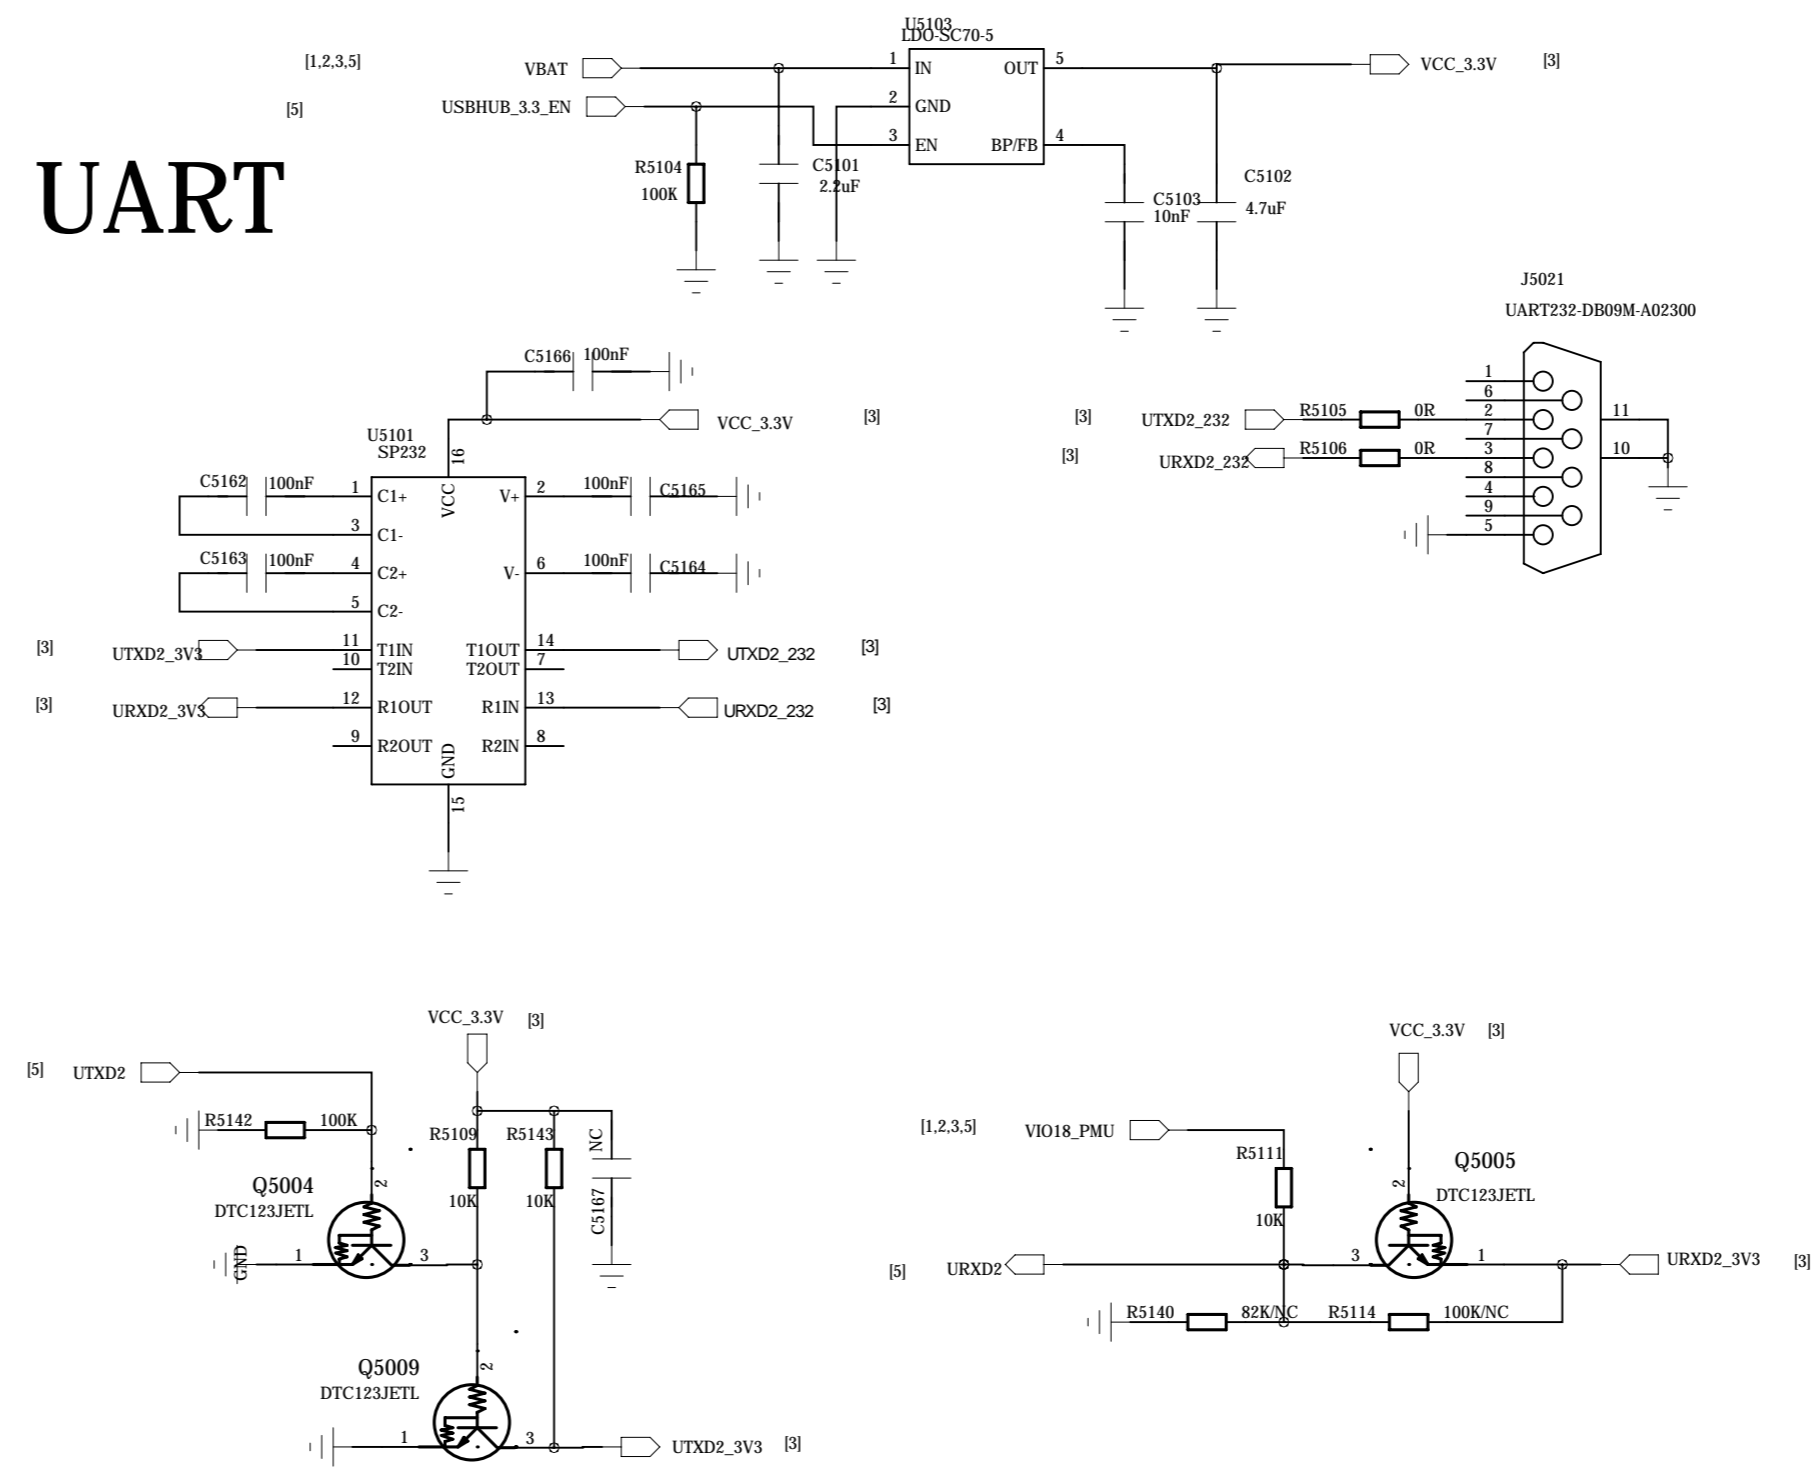 U5103
LDO-SC70-5
[1,2,3,5] VBAT 1 IN OUT 5 VCC_3.3V [3]
[5] USBHUB_3.3_EN 2 GND
3 EN BP/FB 4
UART
R5104 100K
C5101 2.2uF
C5103 10nF
C5102 4.7uF
J5021
UART232-DB09M-A02300
1
6
[3] UTXD2_232 R5105 0R 2 11
7
[3] URXD2_232 R5106 0R 3 10
8
4
9
5
C5166 100nF
VCC_3.3V [3]
U5101
SP232
16
VCC
C5162 100nF 1 C1+ V+ 2 100nF C5165
3 C1-
C5163 100nF 4 C2+ V- 6 100nF C5164
5 C2-
[3] UTXD2_3V3 11 T1IN T1OUT 14 UTXD2_232 [3]
10 T2IN T2OUT 7
[3] URXD2_3V3 12 R1OUT R1IN 13 URXD2_232 [3]
9 R2OUT R2IN 8
GND
15
VCC_3.3V [3]
[5] UTXD2
R5142 100K
R5109 10K
R5143 10K
NC
C5167
Q5004
DTC123JETL
2
GND 1 3
Q5009
DTC123JETL
2
1 3 UTXD2_3V3 [3]
VCC_3.3V [3]
[1,2,3,5] VIO18_PMU
R5111
10K
Q5005
DTC123JETL
2
[5] URXD2 3 1 URXD2_3V3 [3]
R5140 82K/NC R5114 100K/NC